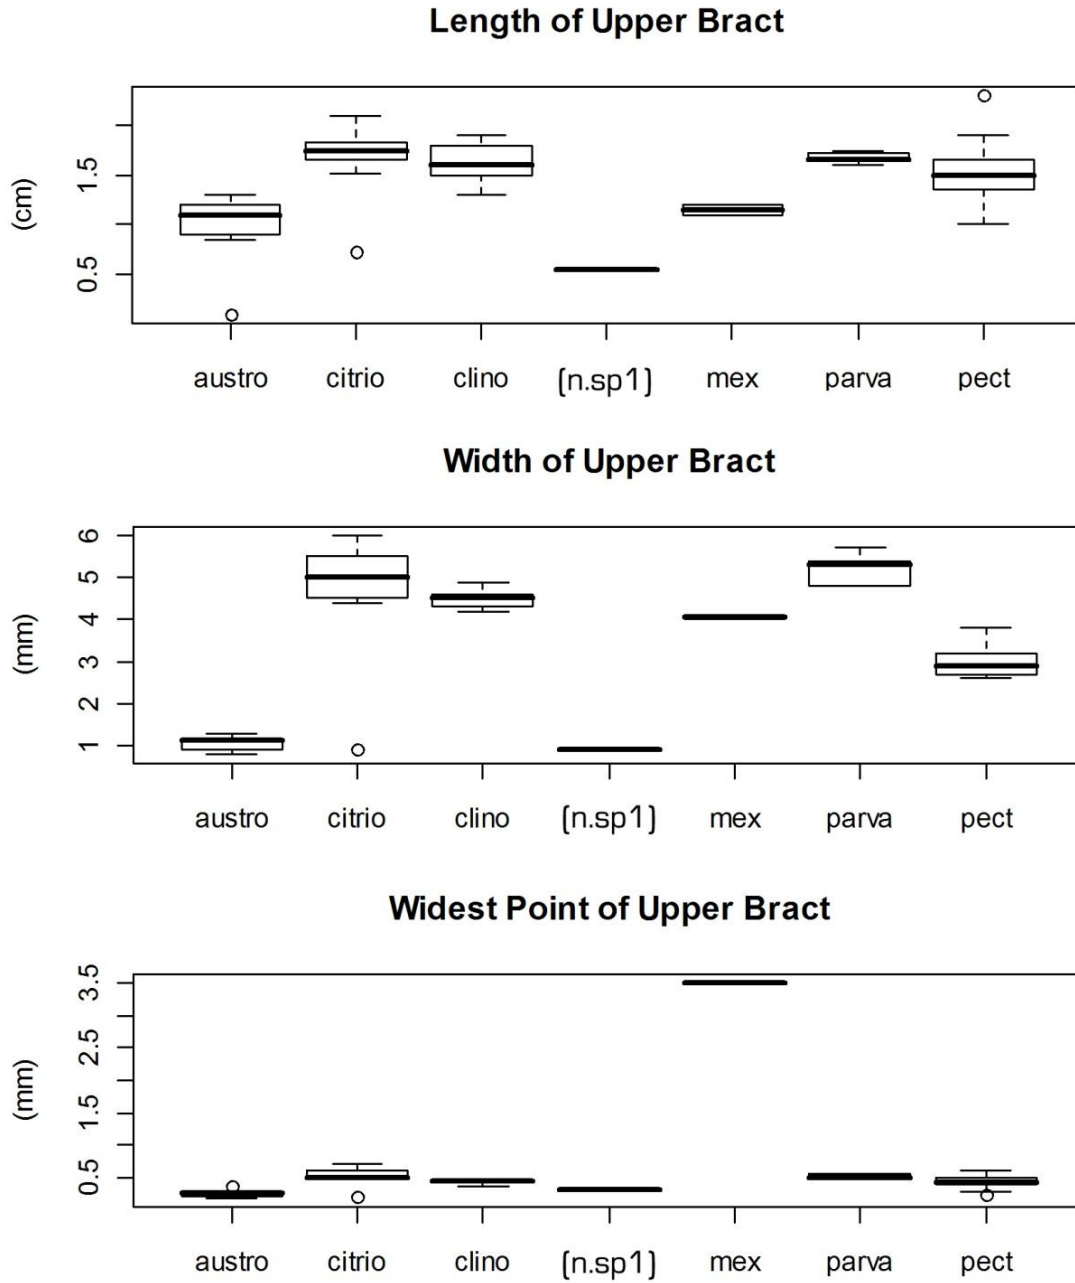 Length of Upper Bract
(cm)
1.5
0.5
austro citrio clino [n.sp1] mex parva pect
Width of Upper Bract
(mm)
6
5
4
3
2
1
austro citrio clino [n.sp1] mex parva pect
Widest Point of Upper Bract
(mm)
3.5
2.5
1.5
0.5
austro citrio clino [n.sp1] mex parva pect